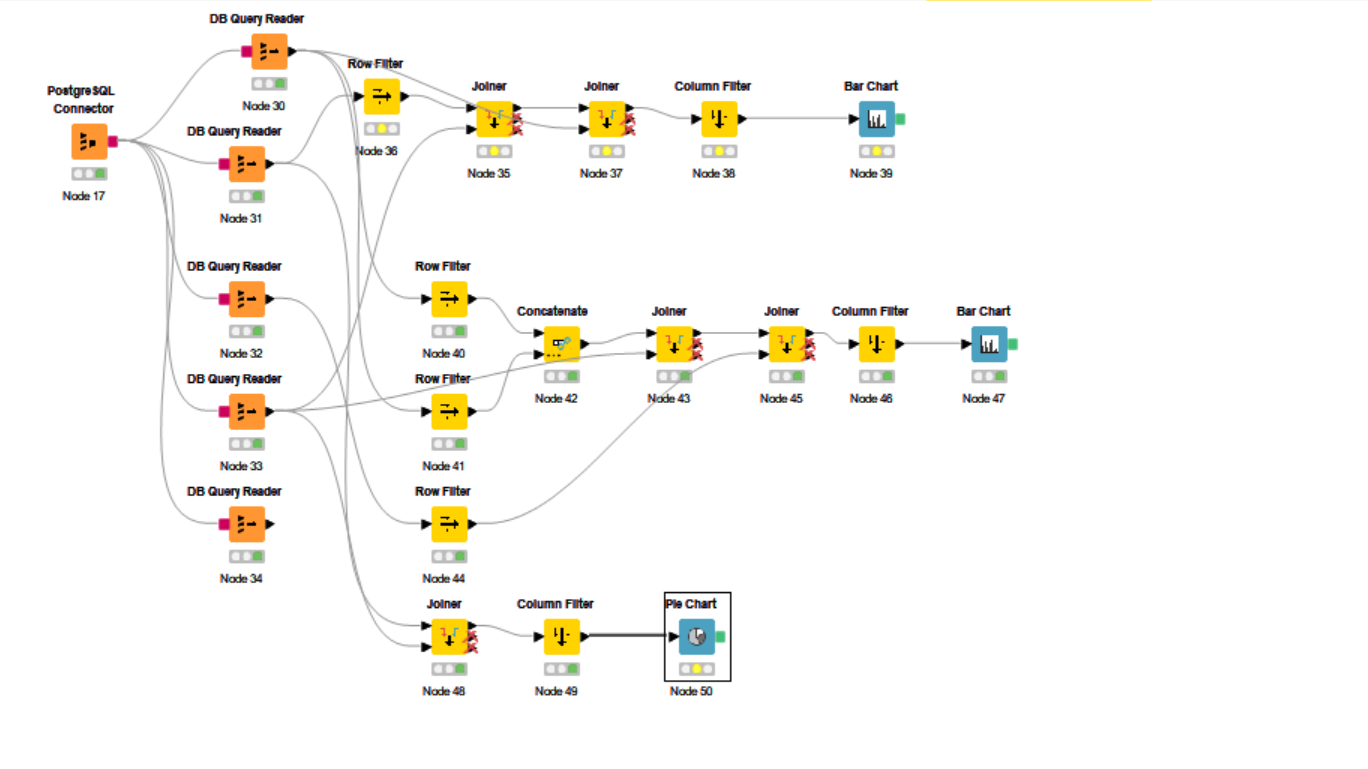 DB Query Reader
Node 30
PostgreSQL
Connector
Node 17
DB Query Reader
Node 31
Row Filter
Node 36
Joiner
Node 35
Joiner
Node 37
Column Filter
Node 38
Bar Chart
Node 39
DB Query Reader
Node 32
Row Filter
Node 40
Concatenate
Node 42
Joiner
Node 43
Joiner
Node 45
Column Filter
Node 46
Bar Chart
Node 47
DB Query Reader
Node 33
Row Filter
Node 41
DB Query Reader
Node 34
Row Filter
Node 44
Joiner
Node 48
Column Filter
Node 49
Pie Chart
Node 50